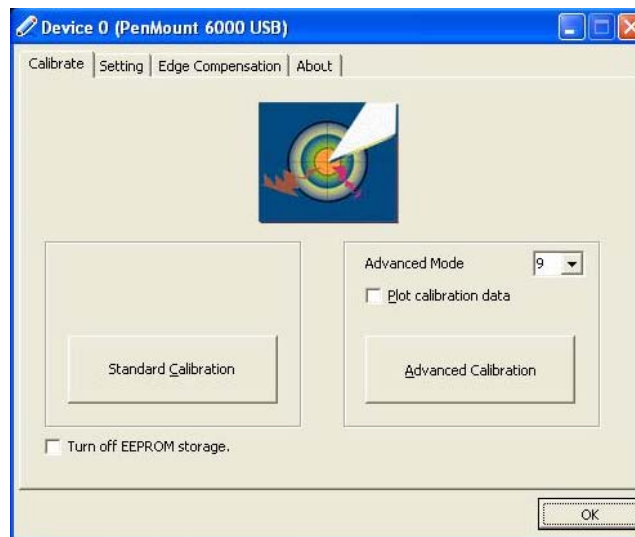 Device 0 (PenMount 6000 USB)
Calibrate Setting Edge Compensation About
Advanced Mode 9
Plot calibration data
Standard Calibration Advanced Calibration
Turn off EEPROM storage.
OK